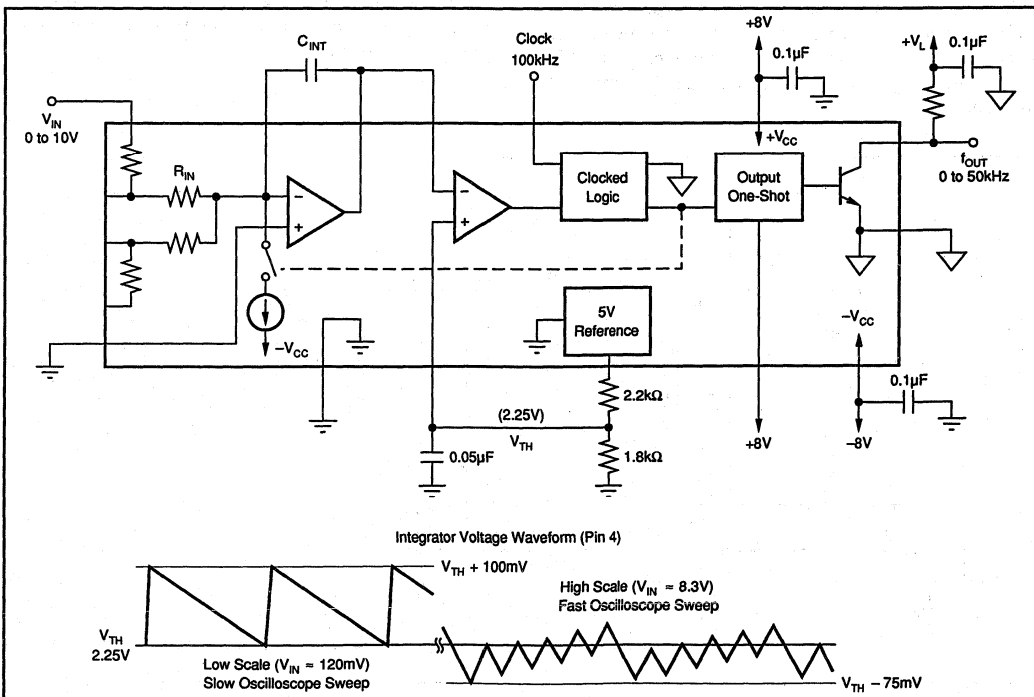 +8V
C_INT
Clock
100kHz
0.1µF
+V_L
0.1µF
V_IN
0 to 10V
+V_CC
R_IN
f_OUT
0 to 50kHz
Clocked
Logic
Output
One-Shot
−
+
−
+
5V
Reference
−V_CC
−V_CC
0.1µF
2.2kΩ
(2.25V)
V_TH
0.05µF
1.8kΩ
+8V
−8V
Integrator Voltage Waveform (Pin 4)
V_TH + 100mV
High Scale (V_IN ≈ 8.3V)
Fast Oscilloscope Sweep
V_TH
2.25V
Low Scale (V_IN ≈ 120mV)
Slow Oscilloscope Sweep
V_TH − 75mV